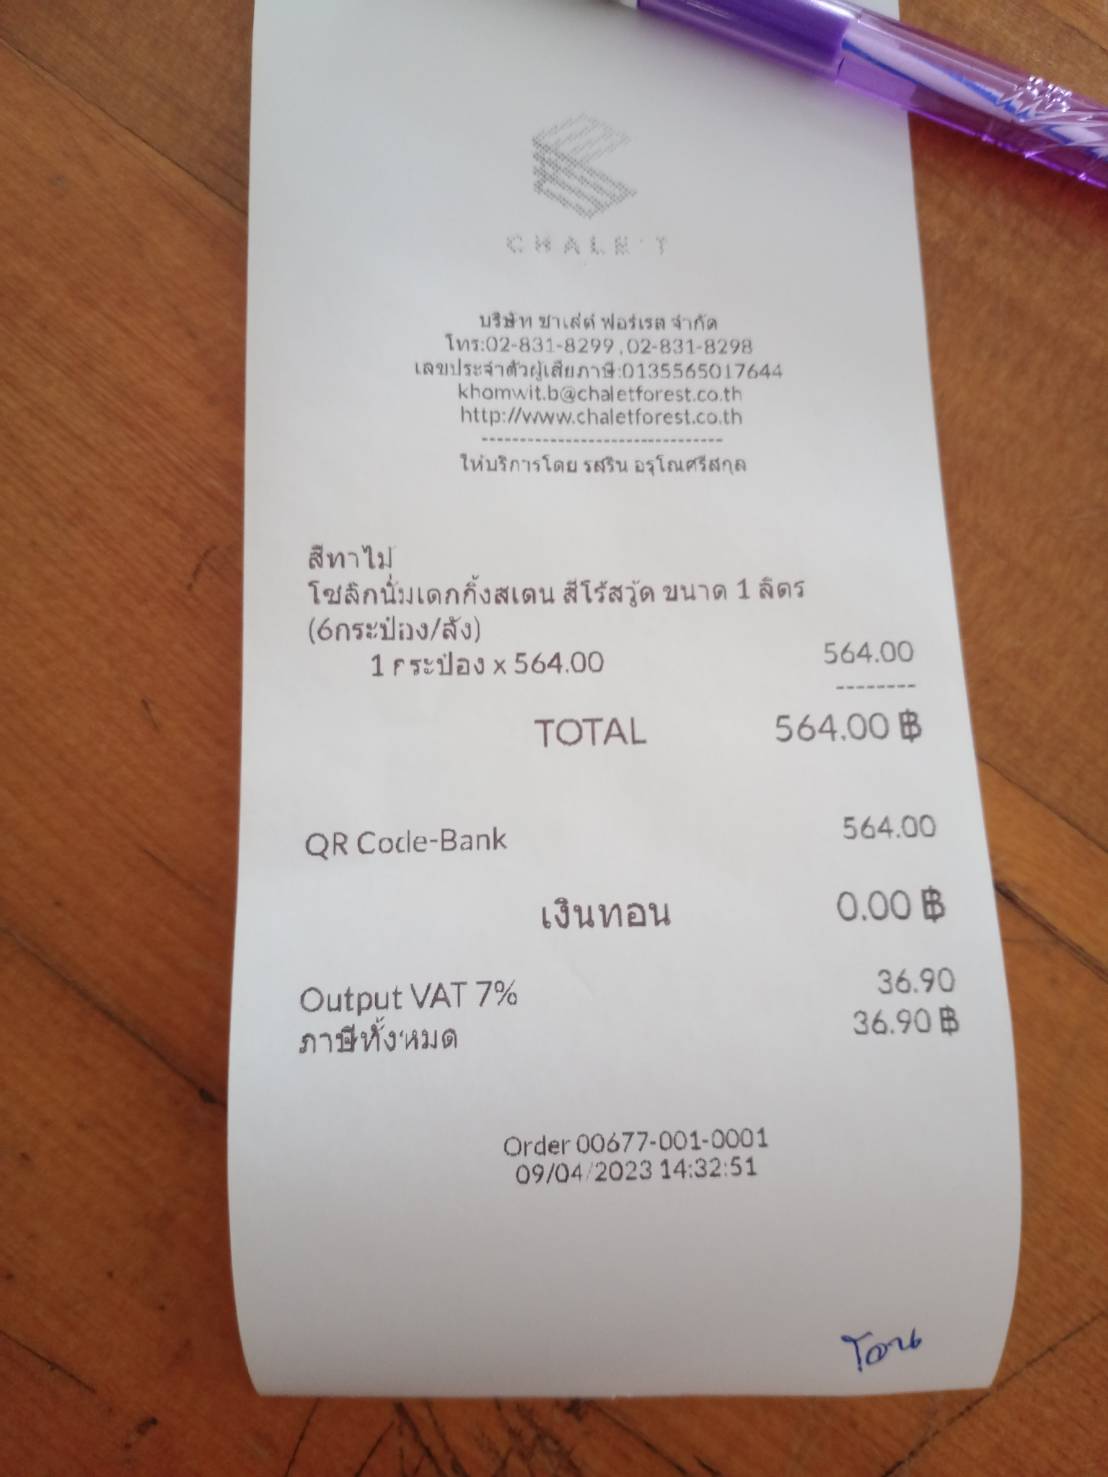 CHALE'T
บริษัท ชาเล่ต์ ฟอร์เรส จำกัด
โทร:02-831-8299,02-831-8298
เลขประจำตัวผู้เสียภาษี:0135565017644
khomwit.b@chaletforest.co.th
http://www.chaletforest.co.th
-------------------------------
ให้บริการโดย รสริน อรุโณศรีสกุล
สีทาไม้
โซลิกนั่มเดกกิ้งสเตน สีโร้สวู้ด ขนาด 1 ลิตร
(6กระป๋อง/ลัง)
1 กระป๋อง x 564.00 564.00
--------
TOTAL 564.00 ฿
QR Code-Bank 564.00
เงินทอน 0.00 ฿
Output VAT 7% 36.90
ภาษีทั้งหมด 36.90 ฿
Order 00677-001-0001
09/04/2023 14:32:51
โอน